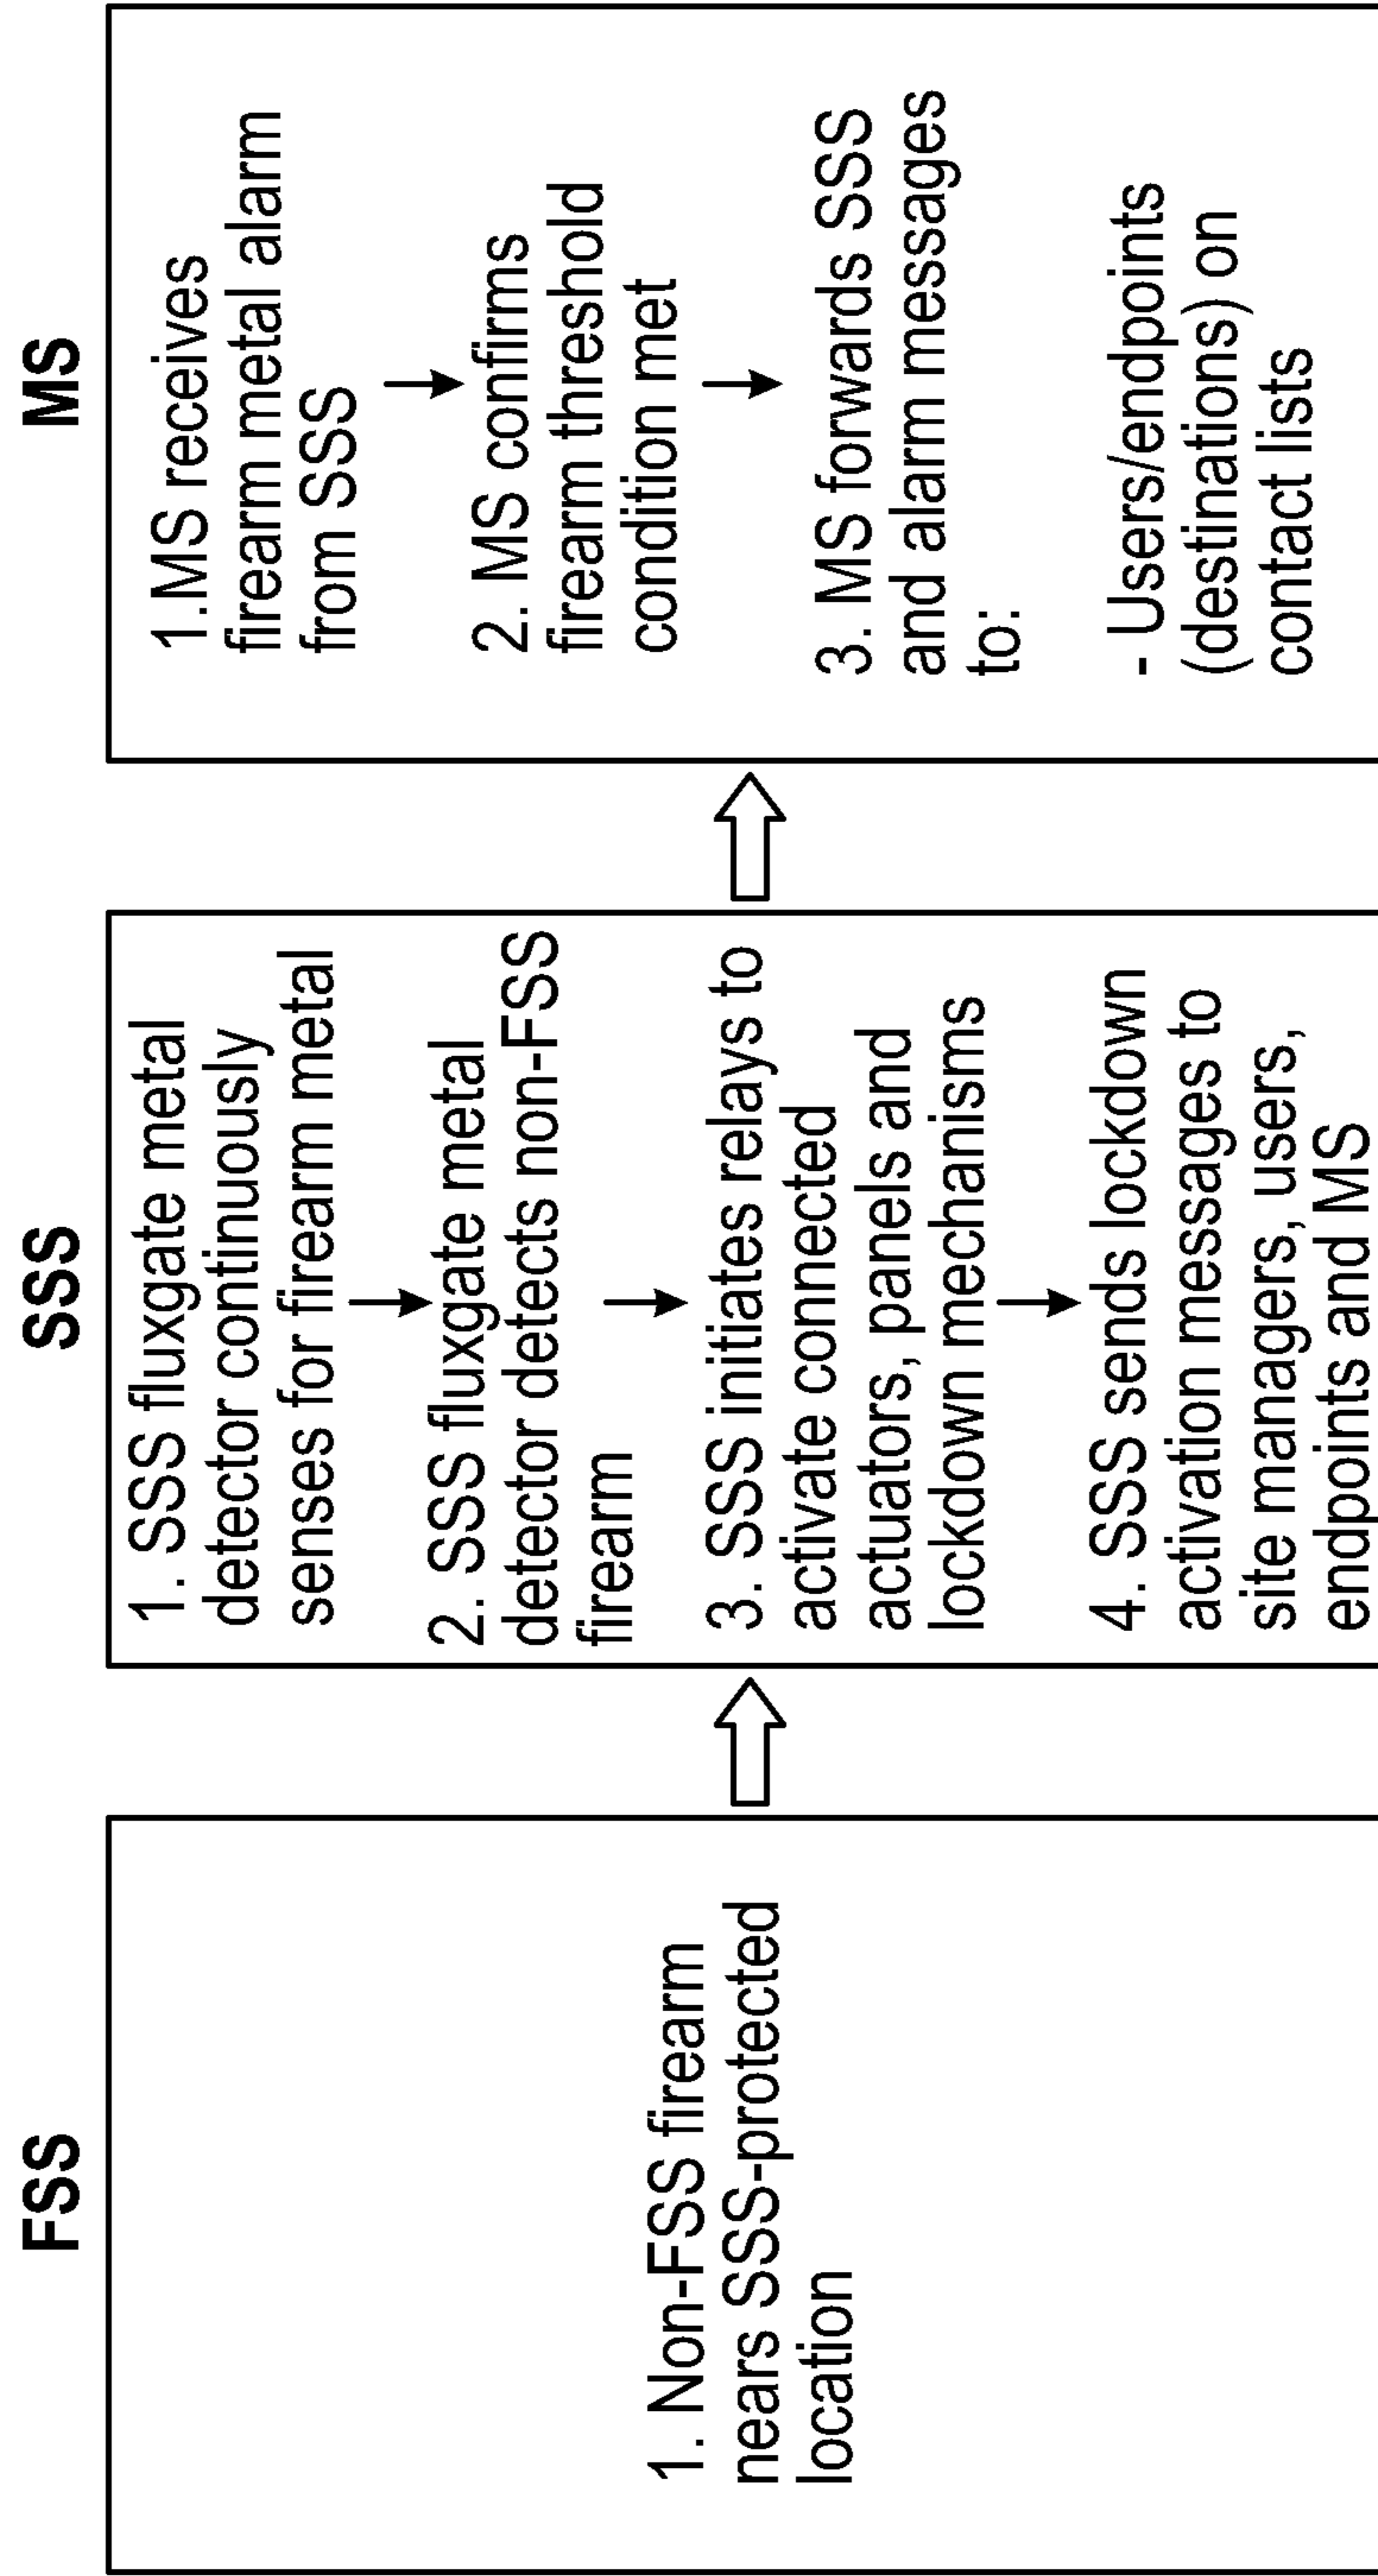 FSS
1. Non-FSS firearm
nears SSS-protected
location
SSS
1. SSS fluxgate metal
detector continuously
senses for firearm metal
2. SSS fluxgate metal
detector detects non-FSS
firearm
3. SSS initiates relays to
activate connected
actuators, panels and
lockdown mechanisms
4. SSS sends lockdown
activation messages to
site managers, users,
endpoints and MS
MS
1.MS receives
firearm metal alarm
from SSS
2. MS confirms
firearm threshold
condition met
3. MS forwards SSS
and alarm messages
to:
- Users/endpoints
(destinations) on
contact lists